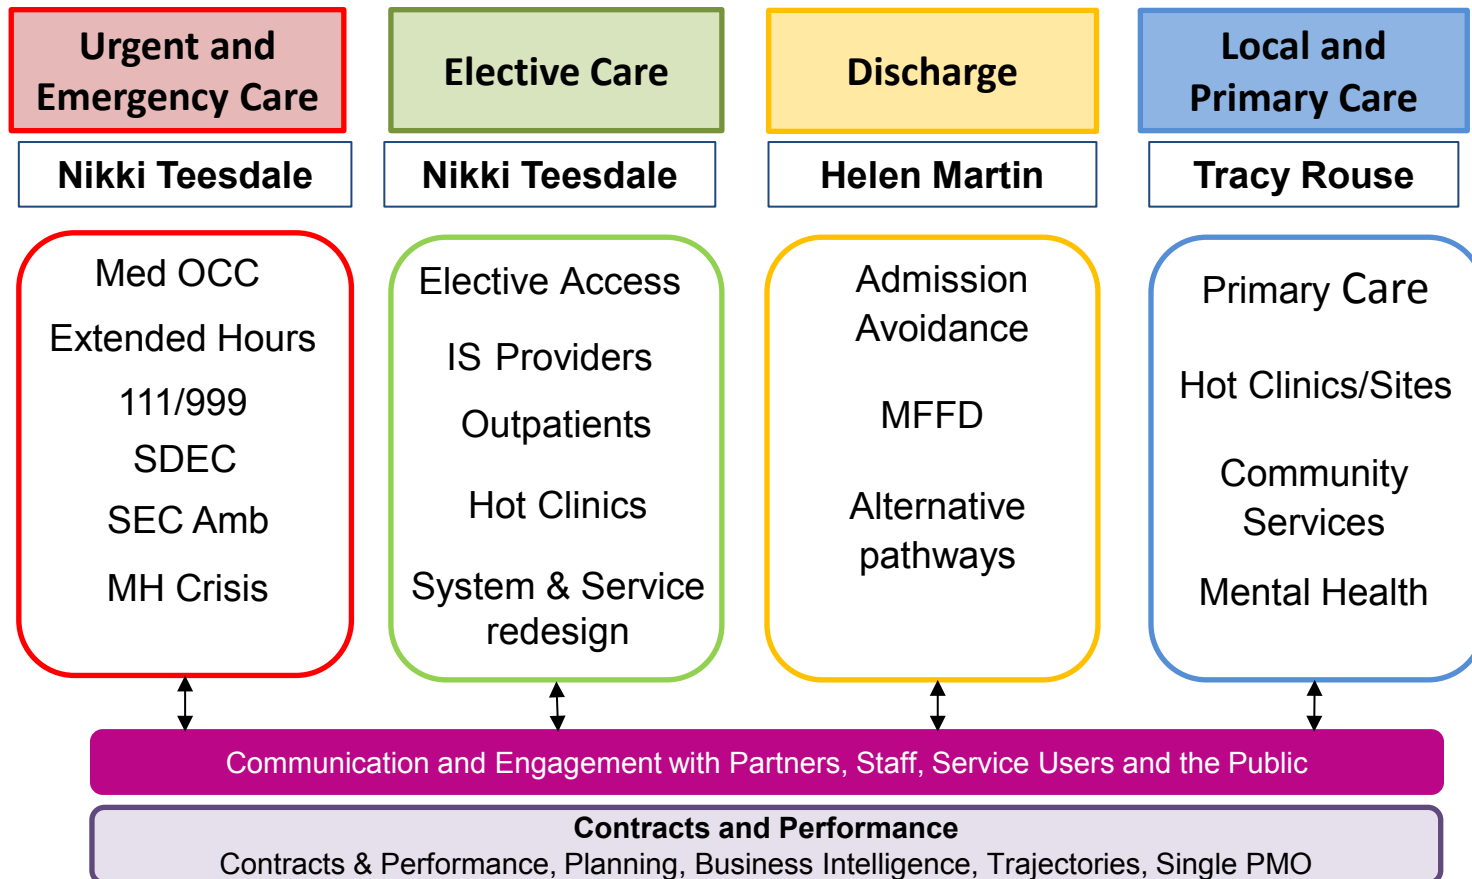 Urgent and
Emergency Care
Nikki Teesdale
Med OCC
Extended Hours
111/999
SDEC
SEC Amb
MH Crisis
Elective Care
Nikki Teesdale
Elective Access
IS Providers
Outpatients
Hot Clinics
System & Service
redesign
Discharge
Helen Martin
Admission
Avoidance
MFFD
Alternative
pathways
Local and
Primary Care
Tracy Rouse
Primary Care
Hot Clinics/Sites
Community
Services
Mental Health
Communication and Engagement with Partners, Staff, Service Users and the Public
Contracts and Performance
Contracts & Performance, Planning, Business Intelligence, Trajectories, Single PMO